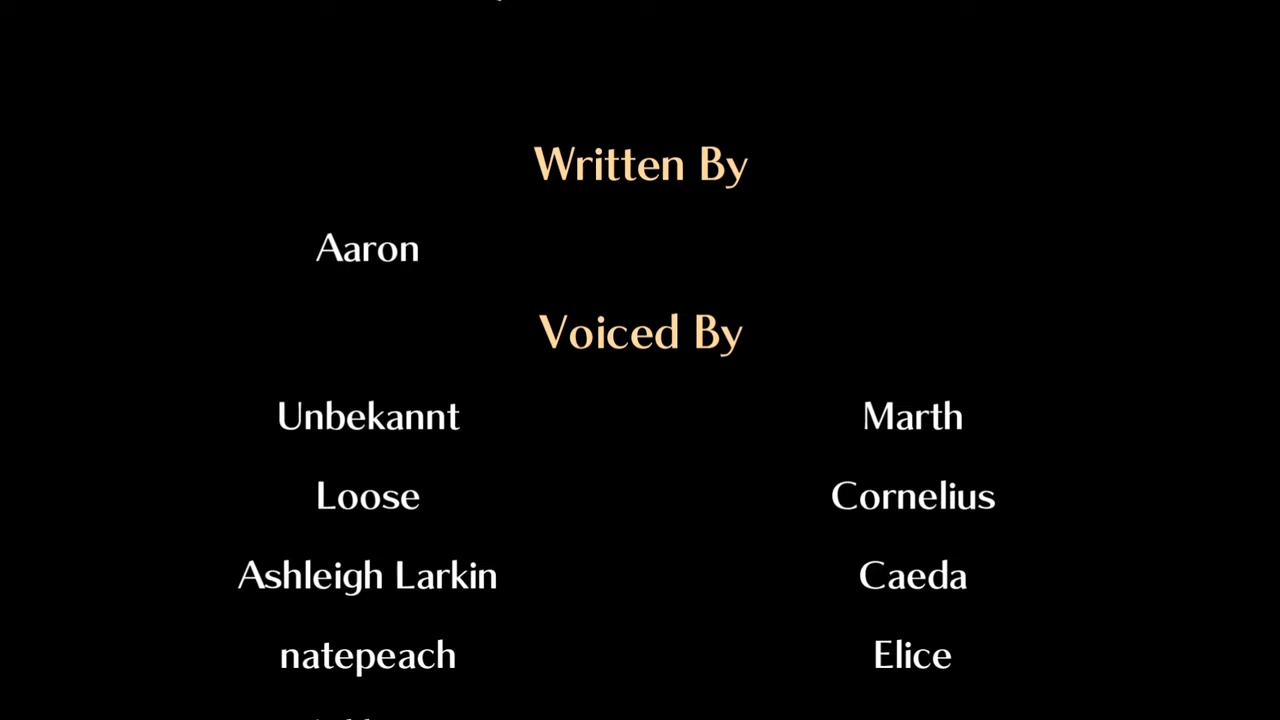 Written By
Aaron
Voiced By
Unbekannt Marth
Loose Cornelius
Ashleigh Larkin Caeda
natepeach Elice